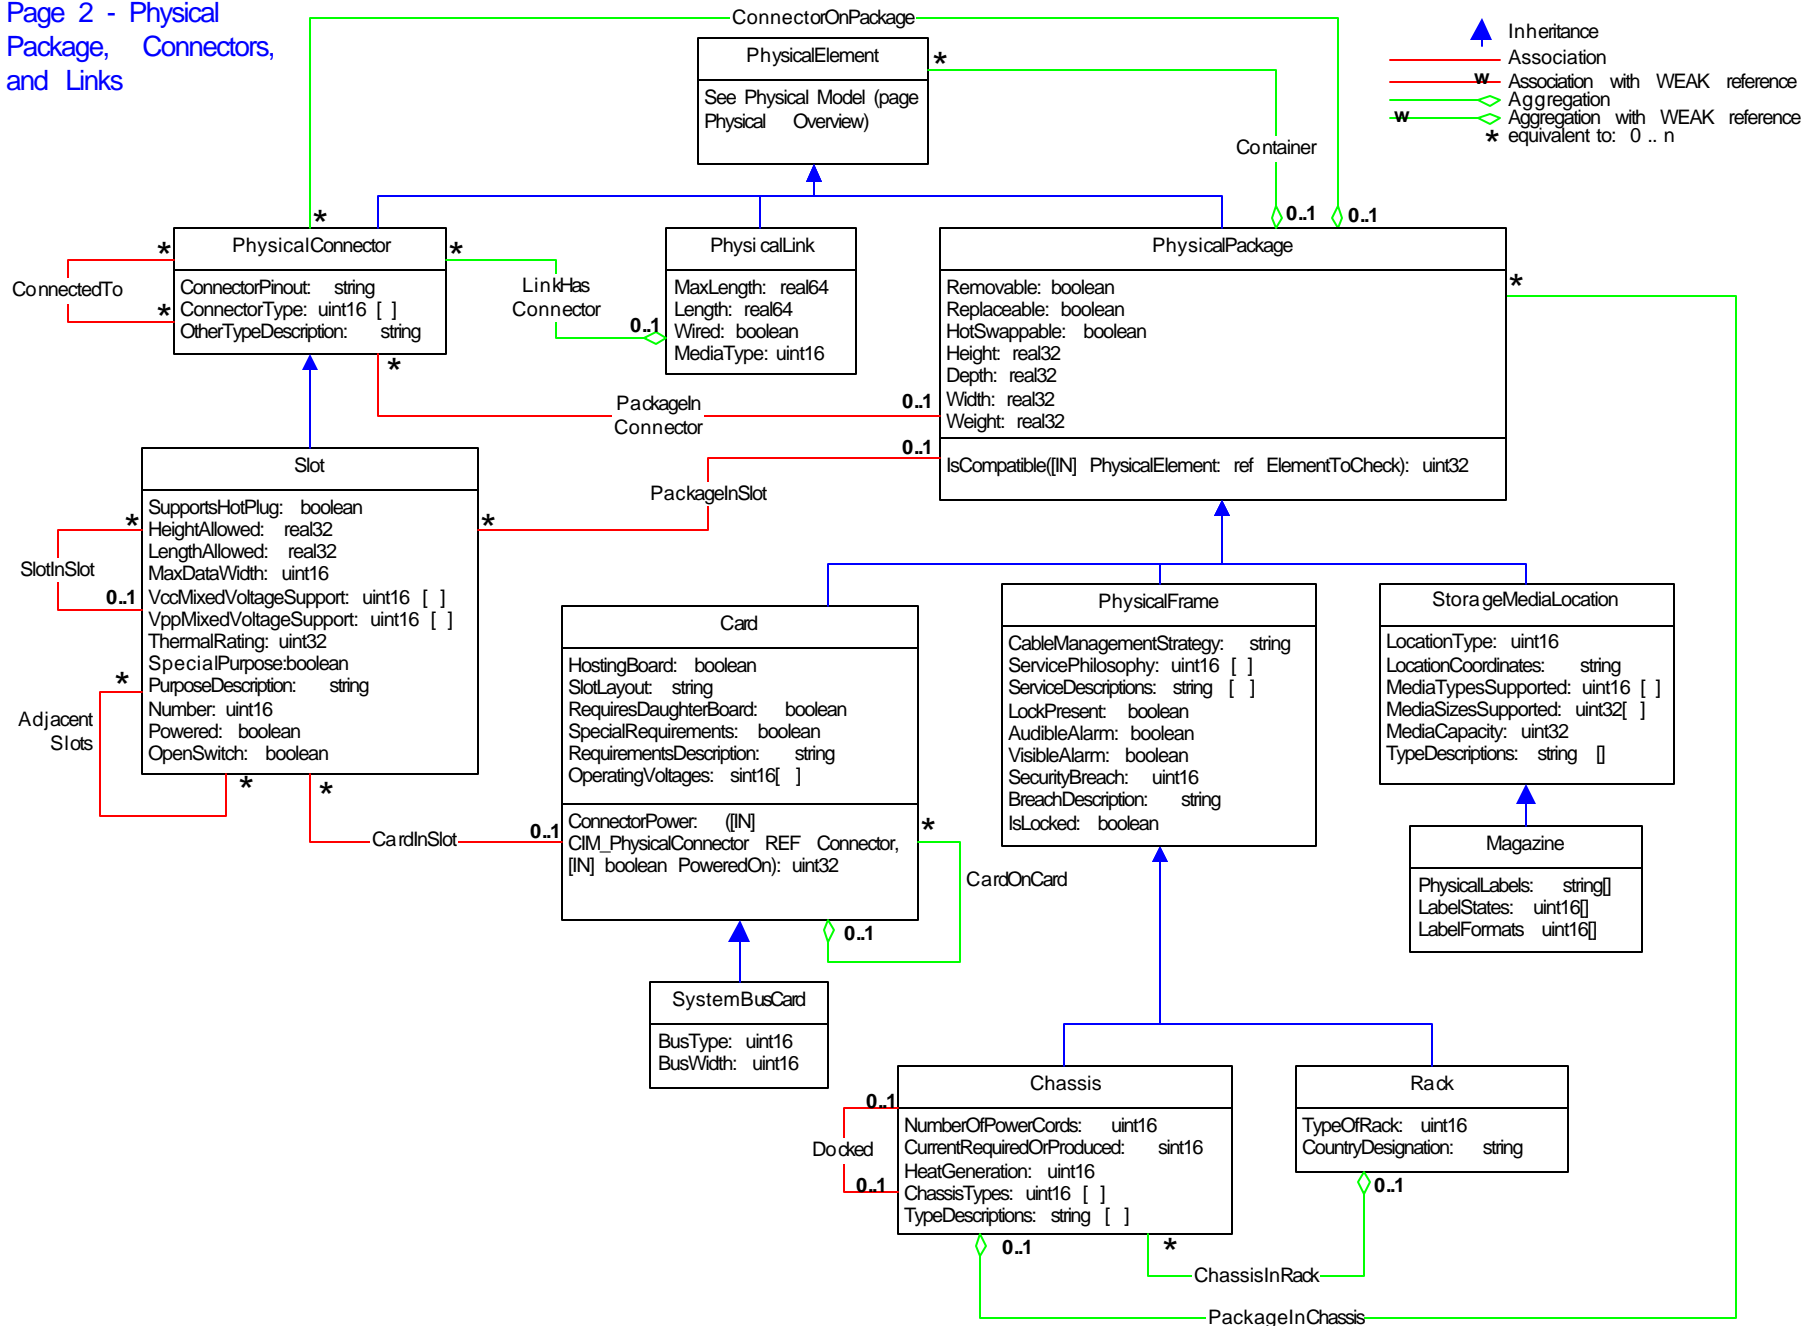 Page 2 - Physical
Package, Connectors,
and Links
ConnectorOnPackage
Inheritance
Association
w
Association with WEAK reference
Aggregation
w
Aggregation with WEAK reference
* equivalent to: 0 .. n
PhysicalElement
*
See Physical Model (page
Physical Overview)
Container
*
0..1
0..1
PhysicalConnector
ConnectorPinout: string
ConnectorType: uint16 [ ]
OtherTypeDescription: string
*
*
ConnectedTo
*
*
LinkHas
Connector
0..1
PhysicalLink
MaxLength: real64
Length: real64
Wired: boolean
MediaType: uint16
PhysicalPackage
Removable: boolean
Replaceable: boolean
HotSwappable: boolean
Height: real32
Depth: real32
Width: real32
Weight: real32
IsCompatible([IN] PhysicalElement: ref ElementToCheck): uint32
*
PackageIn
Connector
0..1
0..1
PackageInSlot
*
Slot
SupportsHotPlug: boolean
HeightAllowed: real32
LengthAllowed: real32
MaxDataWidth: uint16
VccMixedVoltageSupport: uint16 [ ]
VppMixedVoltageSupport: uint16 [ ]
ThermalRating: uint32
SpecialPurpose:boolean
PurposeDescription: string
Number: uint16
Powered: boolean
OpenSwitch: boolean
*
SlotInSlot
0..1
*
Adjacent
Slots
*
*
CardInSlot
0..1
Card
HostingBoard: boolean
SlotLayout: string
RequiresDaughterBoard: boolean
SpecialRequirements: boolean
RequirementsDescription: string
OperatingVoltages: sint16[ ]
ConnectorPower: ([IN]
CIM_PhysicalConnector REF Connector,
[IN] boolean PoweredOn): uint32
*
CardOnCard
0..1
PhysicalFrame
CableManagementStrategy: string
ServicePhilosophy: uint16 [ ]
ServiceDescriptions: string [ ]
LockPresent: boolean
AudibleAlarm: boolean
VisibleAlarm: boolean
SecurityBreach: uint16
BreachDescription: string
IsLocked: boolean
StorageMediaLocation
LocationType: uint16
LocationCoordinates: string
MediaTypesSupported: uint16 [ ]
MediaSizesSupported: uint32[ ]
MediaCapacity: uint32
TypeDescriptions: string []
*
Magazine
PhysicalLabels: string[]
LabelStates: uint16[]
LabelFormats uint16[]
SystemBusCard
BusType: uint16
BusWidth: uint16
Chassis
NumberOfPowerCords: uint16
CurrentRequiredOrProduced: sint16
HeatGeneration: uint16
ChassisTypes: uint16 [ ]
TypeDescriptions: string [ ]
0..1
Docked
0..1
Rack
TypeOfRack: uint16
CountryDesignation: string
0..1
0..1
*
ChassisInRack
PackageInChassis